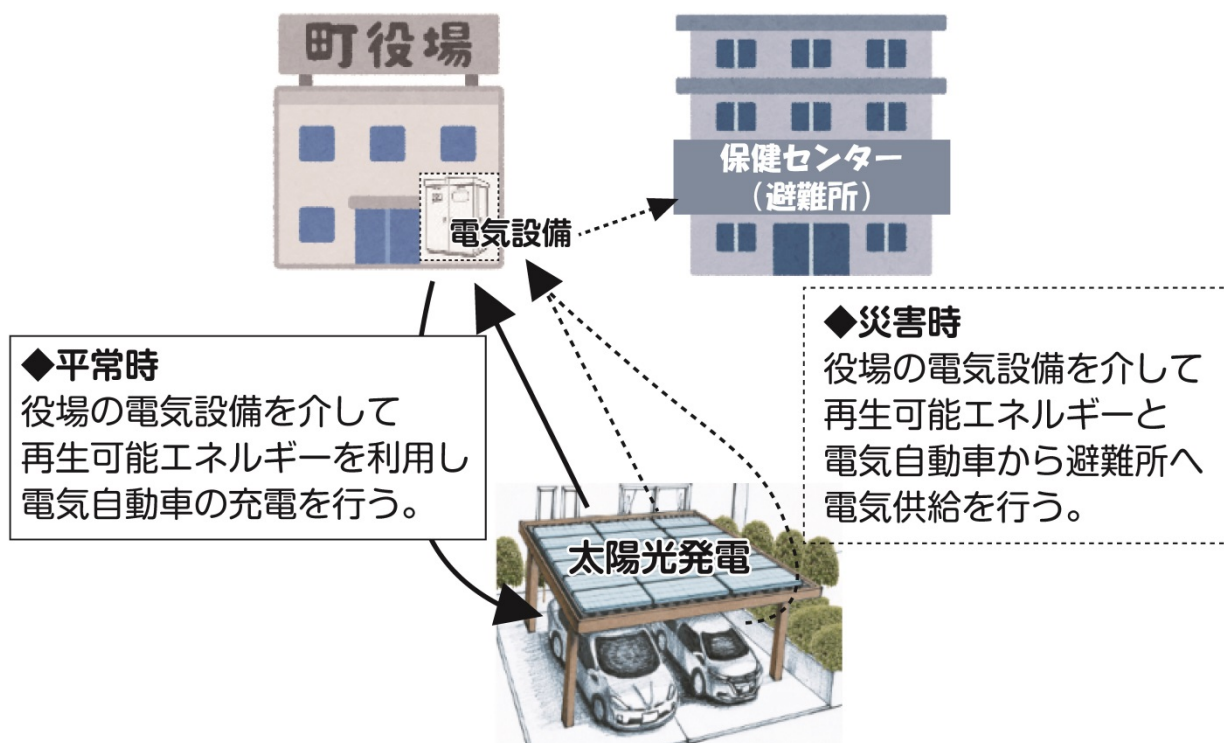 町役場
保健センター
（避難所）
電気設備
◆平常時
役場の電気設備を介して
再生可能エネルギーを利用し
電気自動車の充電を行う。
◆災害時
役場の電気設備を介して
再生可能エネルギーと
電気自動車から避難所へ
電気供給を行う。
太陽光発電